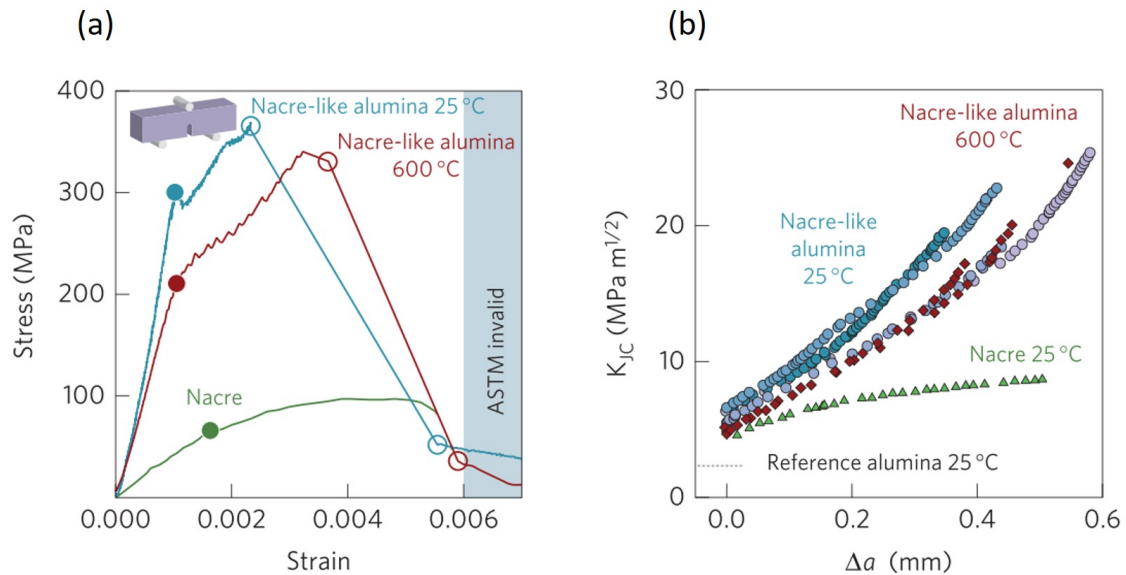 (a)
400
300
200
100
0
Stress (MPa)
0.000
0.002
0.004
0.006
Strain
Nacre-like alumina 25 °C
Nacre-like alumina
600 °C
Nacre
ASTM invalid
(b)
30
20
10
0
K_JC (MPa m^1/2)
0.0
0.2
0.4
0.6
Δa (mm)
Nacre-like alumina
600 °C
Nacre-like
alumina
25 °C
Nacre 25 °C
Reference alumina 25 °C